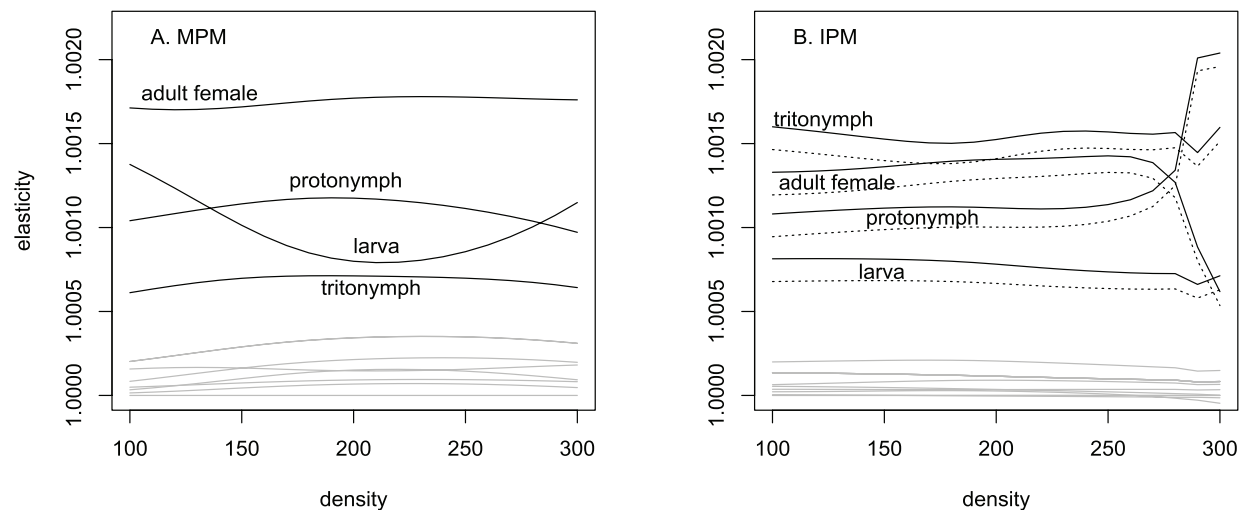 A. MPM
elasticity
1.0000 1.0005 1.0010 1.0015 1.0020
adult female
protonymph
larva
tritonymph
100 150 200 250 300
density
B. IPM
1.0000 1.0005 1.0010 1.0015 1.0020
tritonymph
adult female
protonymph
larva
100 150 200 250 300
density